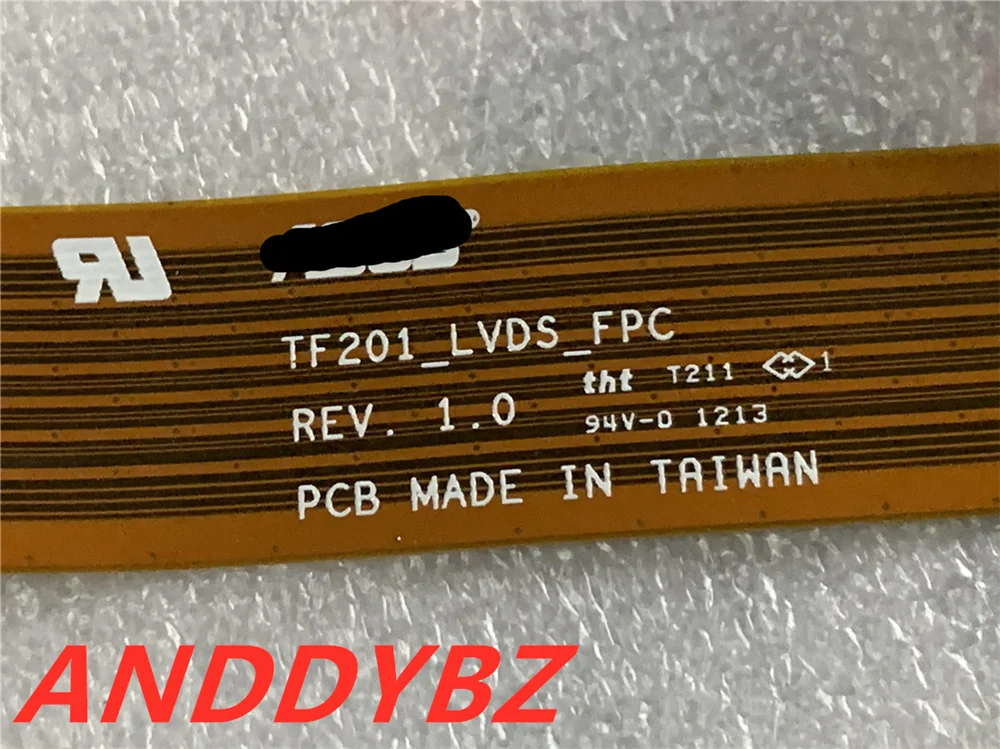 TF201_LVDS_FPC
tht T211 1
REV. 1.0
94V-0 1213
PCB MADE IN TAIWAN
ANDDYBZ